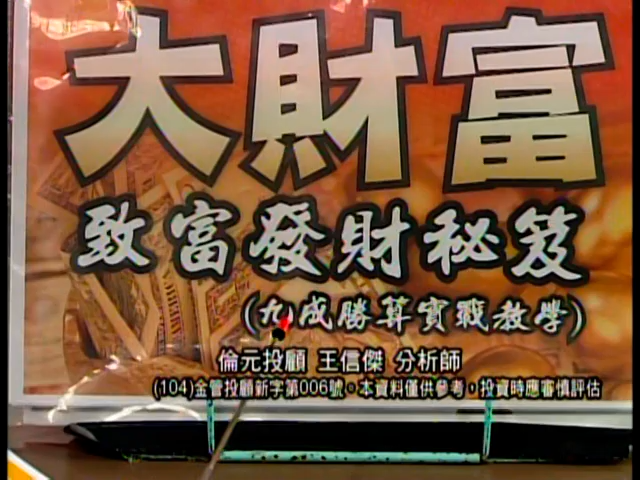 大財富
致富發財秘笈
(九成勝算實戰教學)
倫元投顧 王信傑 分析師
(104)金管投顧新字第006號。本資料僅供參考，投資時應審慎評估